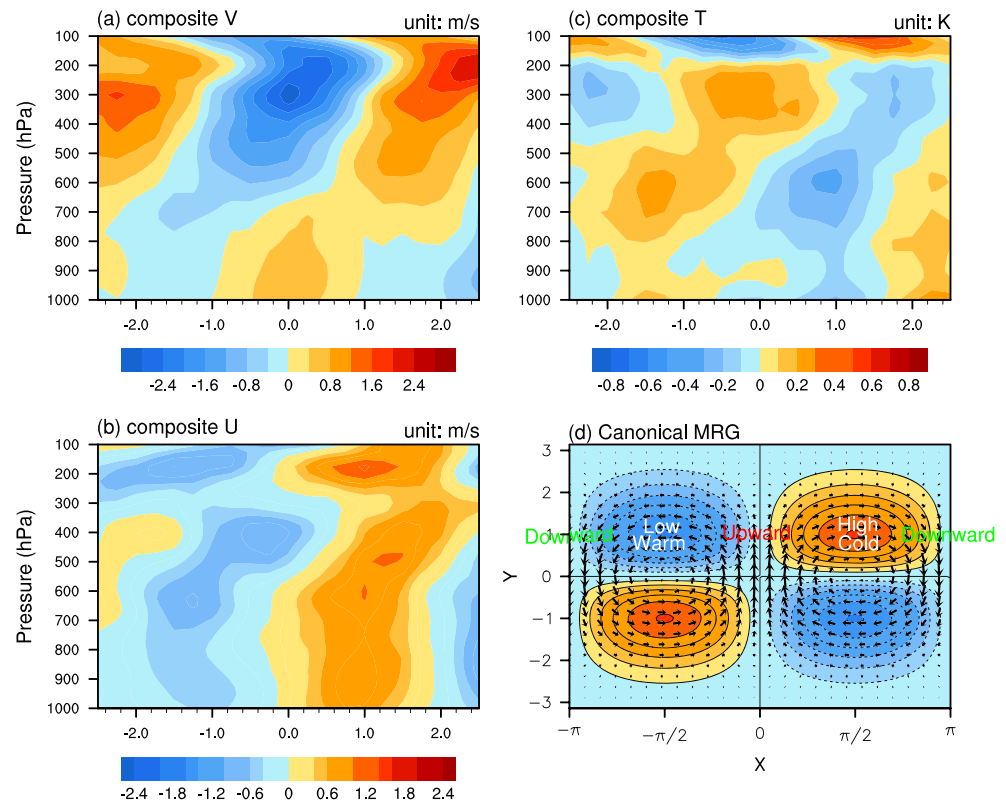 (a) composite V unit: m/s
100
200
300
400
500
600
700
800
900
1000
Pressure (hPa)
-2.0 -1.0 0.0 1.0 2.0
-2.4 -1.6 -0.8 0 0.8 1.6 2.4
(c) composite T unit: K
100
200
300
400
500
600
700
800
900
1000
-2.0 -1.0 0.0 1.0 2.0
-0.8 -0.6 -0.4 -0.2 0 0.2 0.4 0.6 0.8
(b) composite U unit: m/s
100
200
300
400
500
600
700
800
900
1000
Pressure (hPa)
-2.0 -1.0 0.0 1.0 2.0
-2.4 -1.8 -1.2 -0.6 0 0.6 1.2 1.8 2.4
(d) Canonical MRG
3
2
1
0
−1
−2
−3
Y
Low High
Downward Upward Downward
Warm Cold
−π −π/2 0 π/2 π
X